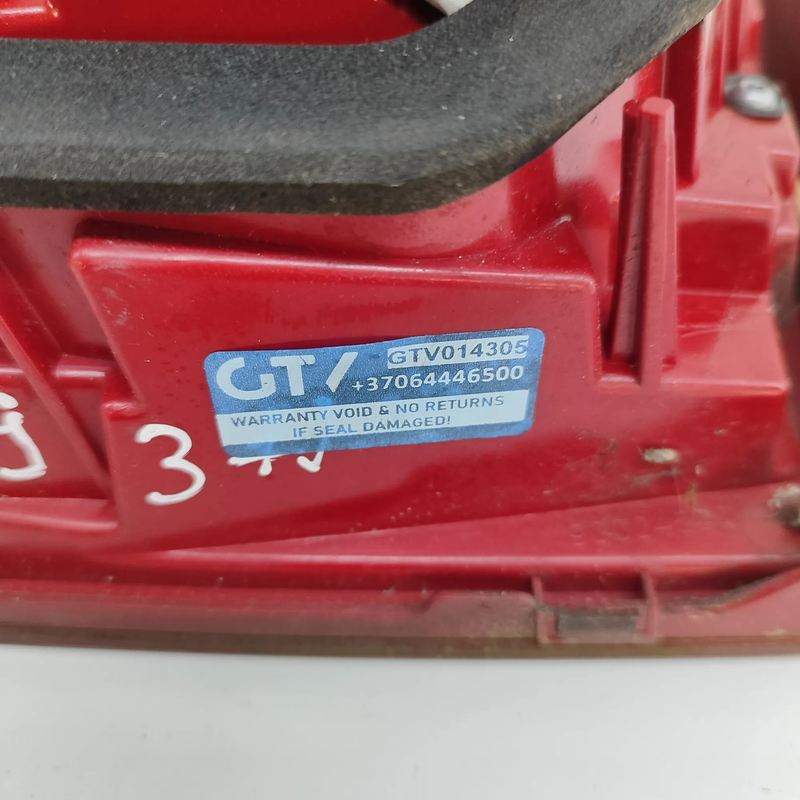 GTV
GTV014305
+37064446500
WARRANTY VOID & NO RETURNS
IF SEAL DAMAGED!
3